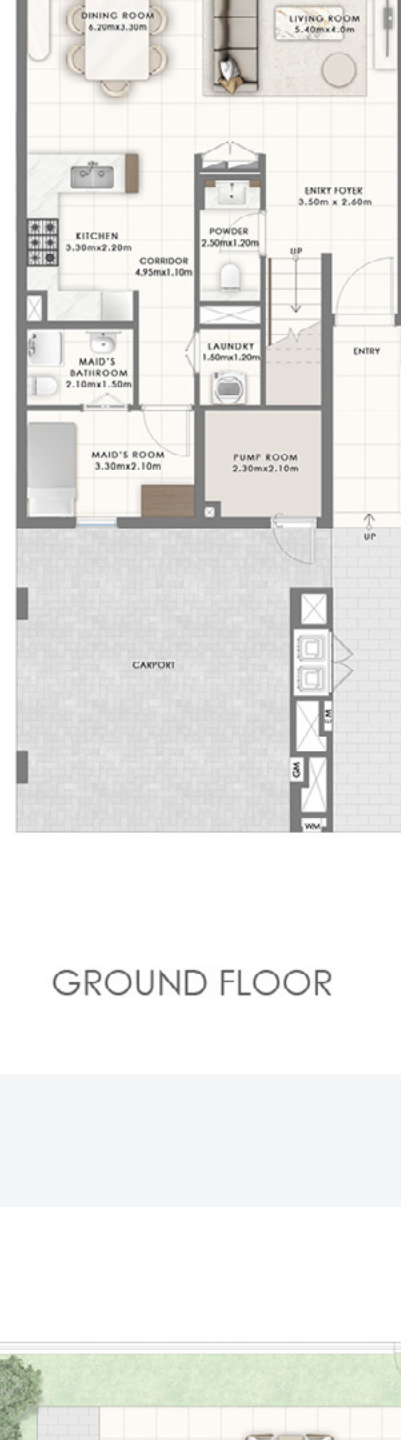 DINING ROOM
6.20mx3.30m
LIVING ROOM
5.40mx4.0m
ENTRY FOYER
3.50m x 2.60m
POWDER
2.50mx1.20m
KITCHEN
3.30mx2.20m
CORRIDOR
4.95mx1.10m
UP
LAUNDRY
1.50mx1.20m
ENTRY
MAID'S
BATHROOM
2.10mx1.50m
MAID'S ROOM
3.30mx2.10m
PUMP ROOM
2.30mx2.10m
UP
CARPORT
EM
GM
WM
GROUND FLOOR